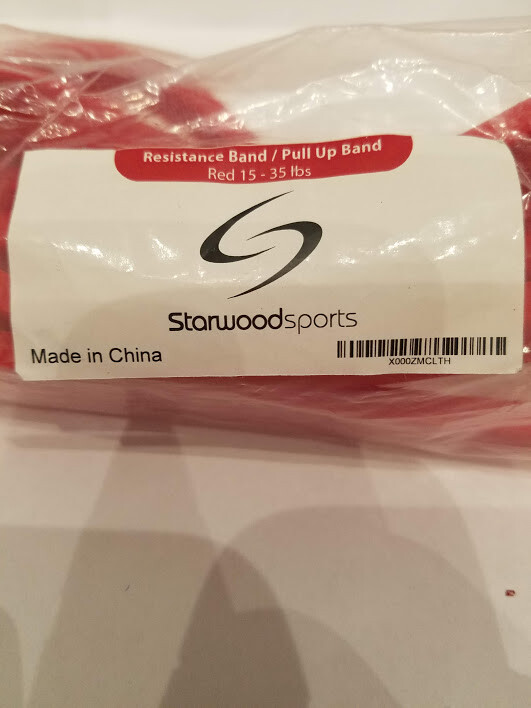 Resistance Band / Pull Up Band
Red 15 - 35 lbs
Starwoodsports
Made in China
X000ZMCLTH